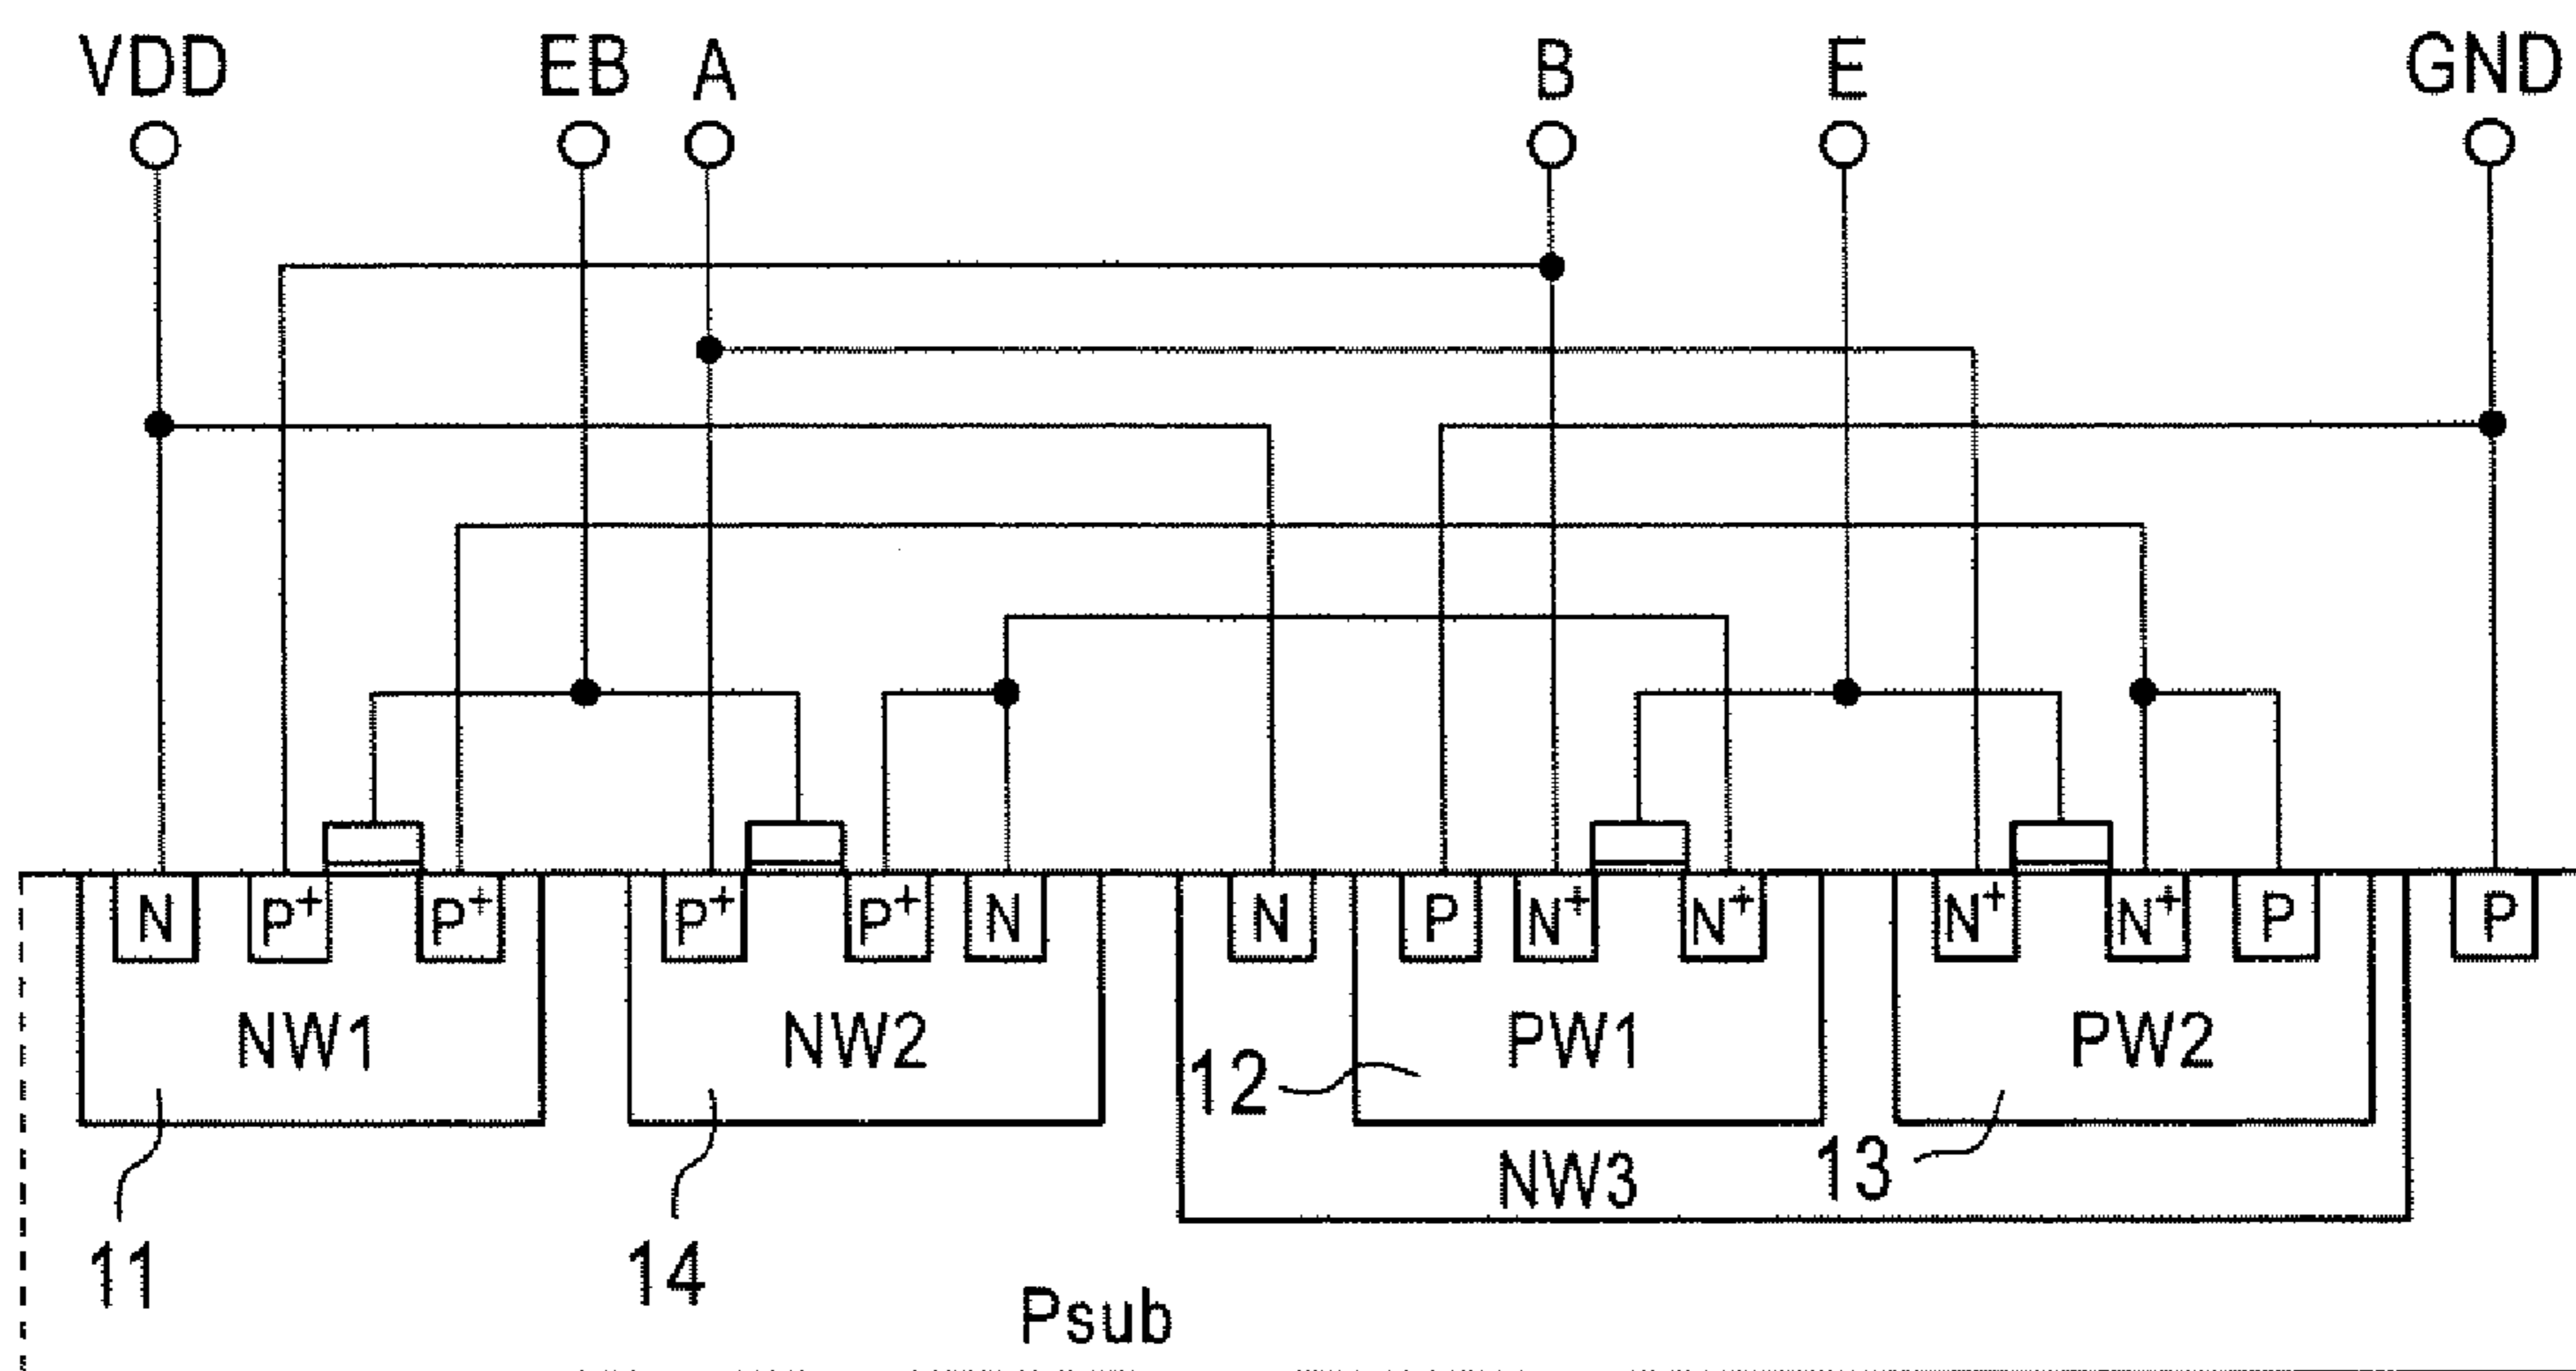 VDD EB A B E GND
N P+ P+ P+ P+ N N P N+ N+ N+ N+ P P
NW1 NW2 PW1 PW2
12
13
NW3
11 14
Psub